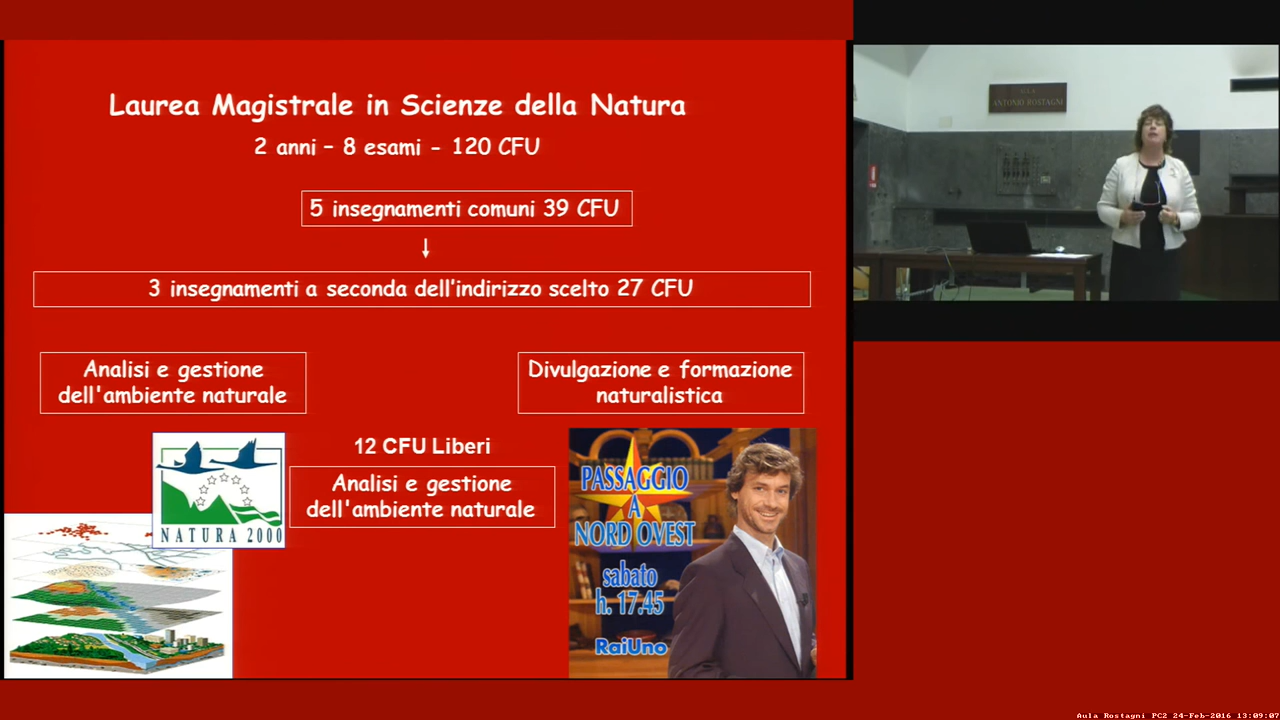 Laurea Magistrale in Scienze della Natura
2 anni – 8 esami - 120 CFU
5 insegnamenti comuni 39 CFU
3 insegnamenti a seconda dell'indirizzo scelto 27 CFU
Analisi e gestione
dell'ambiente naturale
Divulgazione e formazione
naturalistica
12 CFU Liberi
Analisi e gestione
dell'ambiente naturale
NATURA 2000
PASSAGGIO
A
NORD OVEST
sabato
h. 17.45
RaiUno
AULA
ANTONIO ROSTAGNI
Aula Rostagni PC2 24-Feb-2016 13:09:07